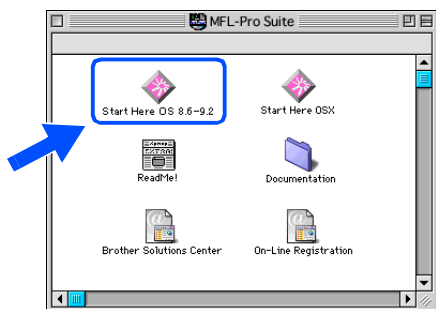 MFL-Pro Suite
Start Here OS 8.6-9.2
Start Here OSX
ReadMe!
Documentation
Brother Solutions Center
On-Line Registration